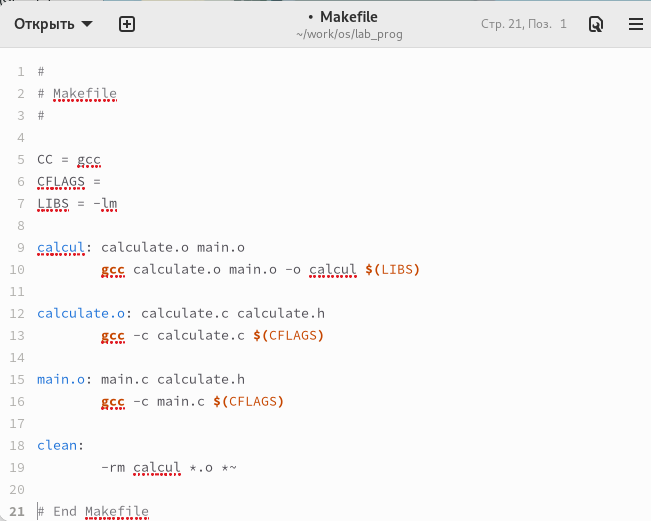 Открыть
• Makefile
~/work/os/lab_prog
Стр. 21, Поз. 1
1 #
2 # Makefile
3 #
4
5 CC = gcc
6 CFLAGS =
7 LIBS = -lm
8
9 calcul: calculate.o main.o
10 gcc calculate.o main.o -o calcul $(LIBS)
11
12 calculate.o: calculate.c calculate.h
13 gcc -c calculate.c $(CFLAGS)
14
15 main.o: main.c calculate.h
16 gcc -c main.c $(CFLAGS)
17
18 clean:
19 -rm calcul *.o *~
20
21 # End Makefile